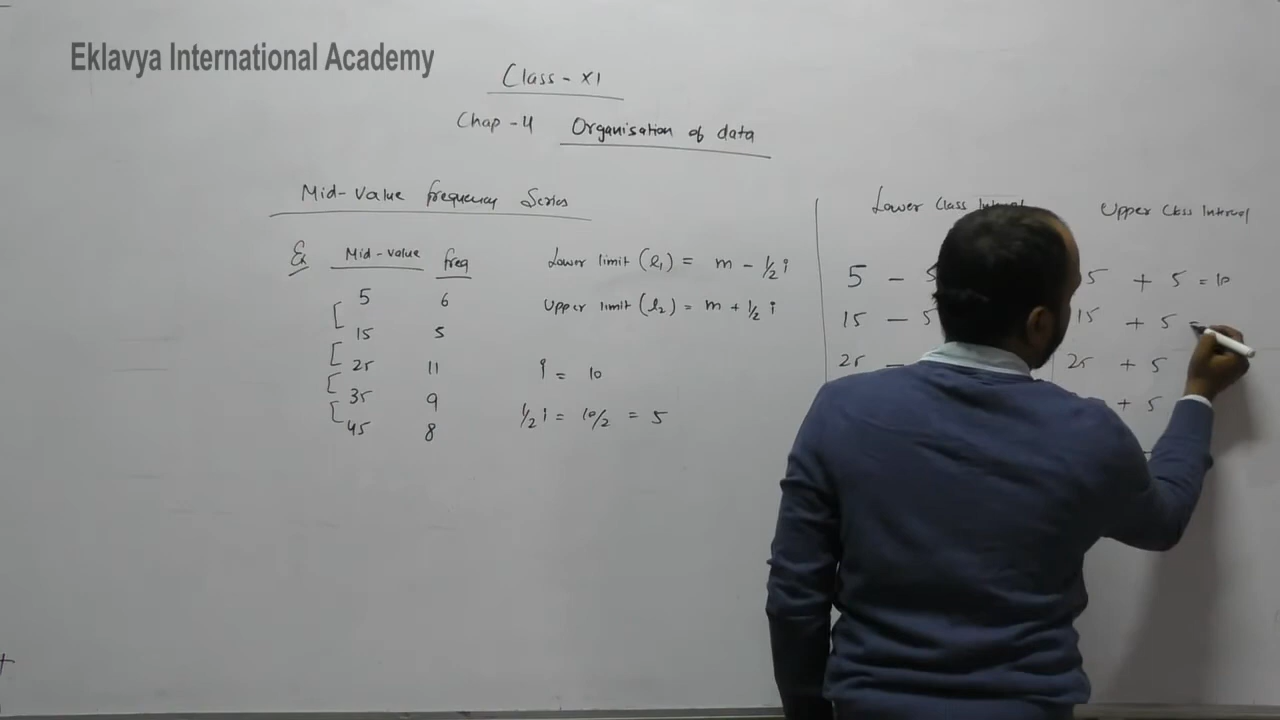 Eklavya International Academy
Class - XI
Chap - 4 Organisation of data
Mid-Value frequency Series
Ex Mid-value freq
5 6
15 5
25 11
35 9
45 8
Lower limit (l₁) = m - 1/2 i
Upper limit (l₂) = m + 1/2 i
i = 10
1/2 i = 10/2 = 5
Lower Class
5 - 5
15 - 5
25 -
Upper Class Interval
5 + 5 = 10
15 + 5 =
25 + 5
+ 5